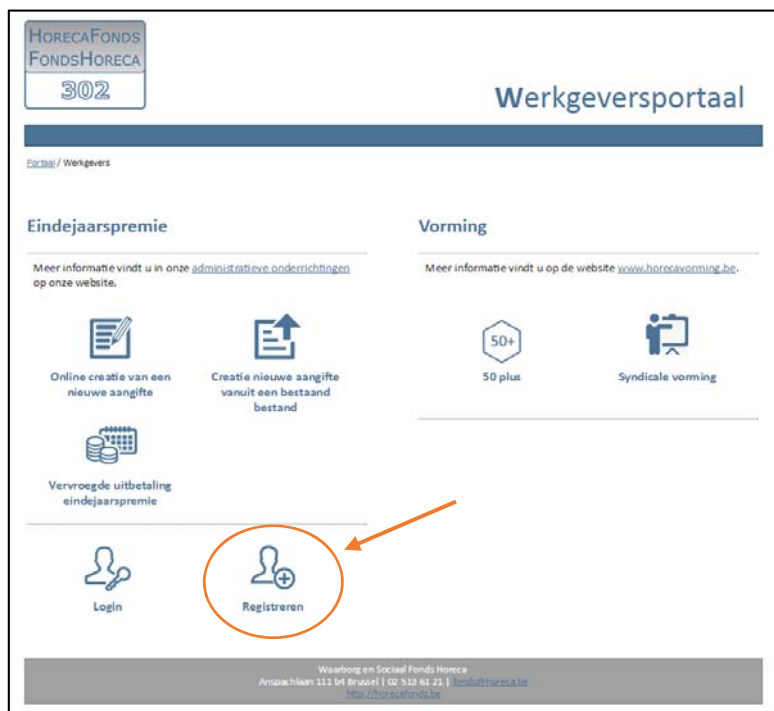 HORECAFONDS
FONDSHORECA
302
Werkgeversportaal
Portaal / Werkgevers
Eindejaarspremie
Meer informatie vindt u in onze administratieve onderrichtingen
op onze website.
Online creatie van een
nieuwe aangifte
Creatie nieuwe aangifte
vanuit een bestaand
bestand
Vervroegde uitbetaling
eindejaarspremie
Login
Registreren
Vorming
Meer informatie vindt u op de website www.horecavorming.be.
50+
50 plus
Syndicale vorming
Waarborg en Sociaal Fonds Horeca
Anspachlaan 111 b4 Brussel | 02 513 61 21 | fonds@horeca.be
http://horecafonds.be